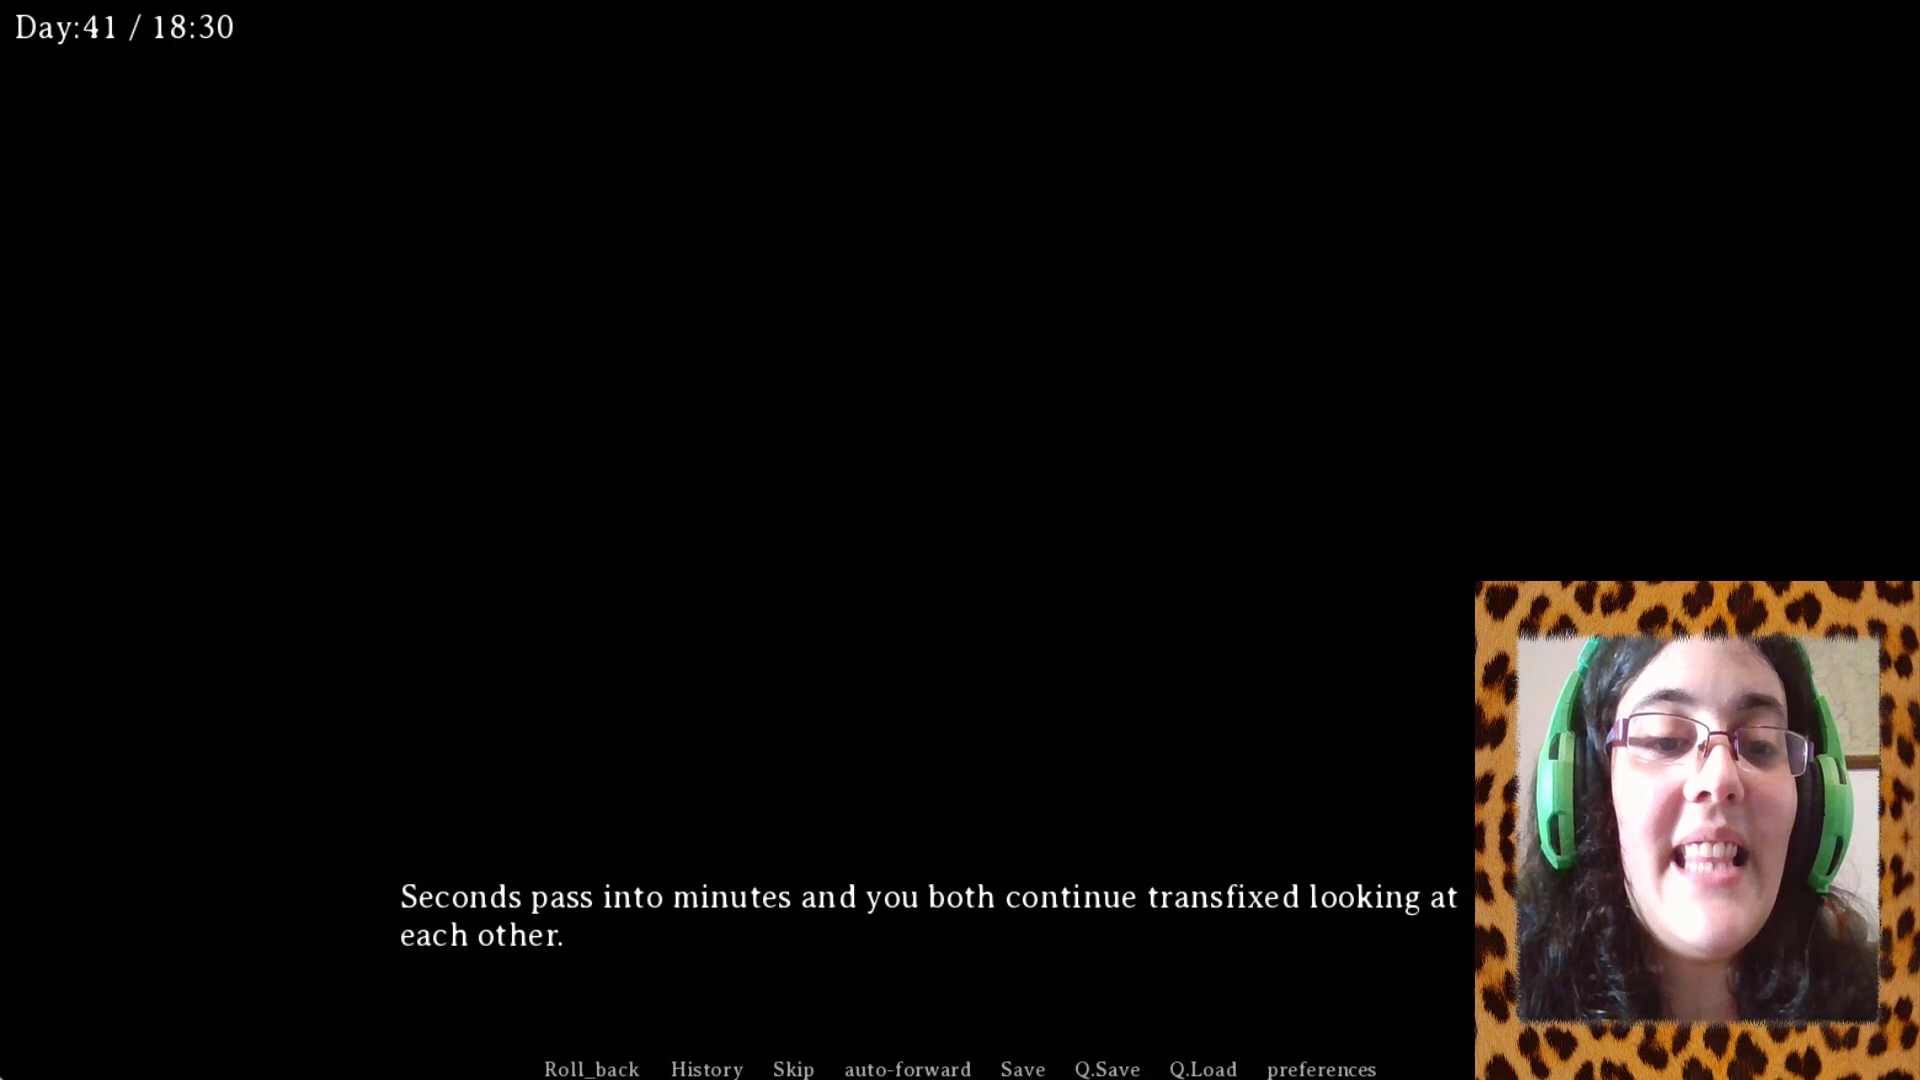 Day:41 / 18:30
Seconds pass into minutes and you both continue transfixed looking at
each other.
Roll_back History Skip auto-forward Save Q.Save Q.Load preferences